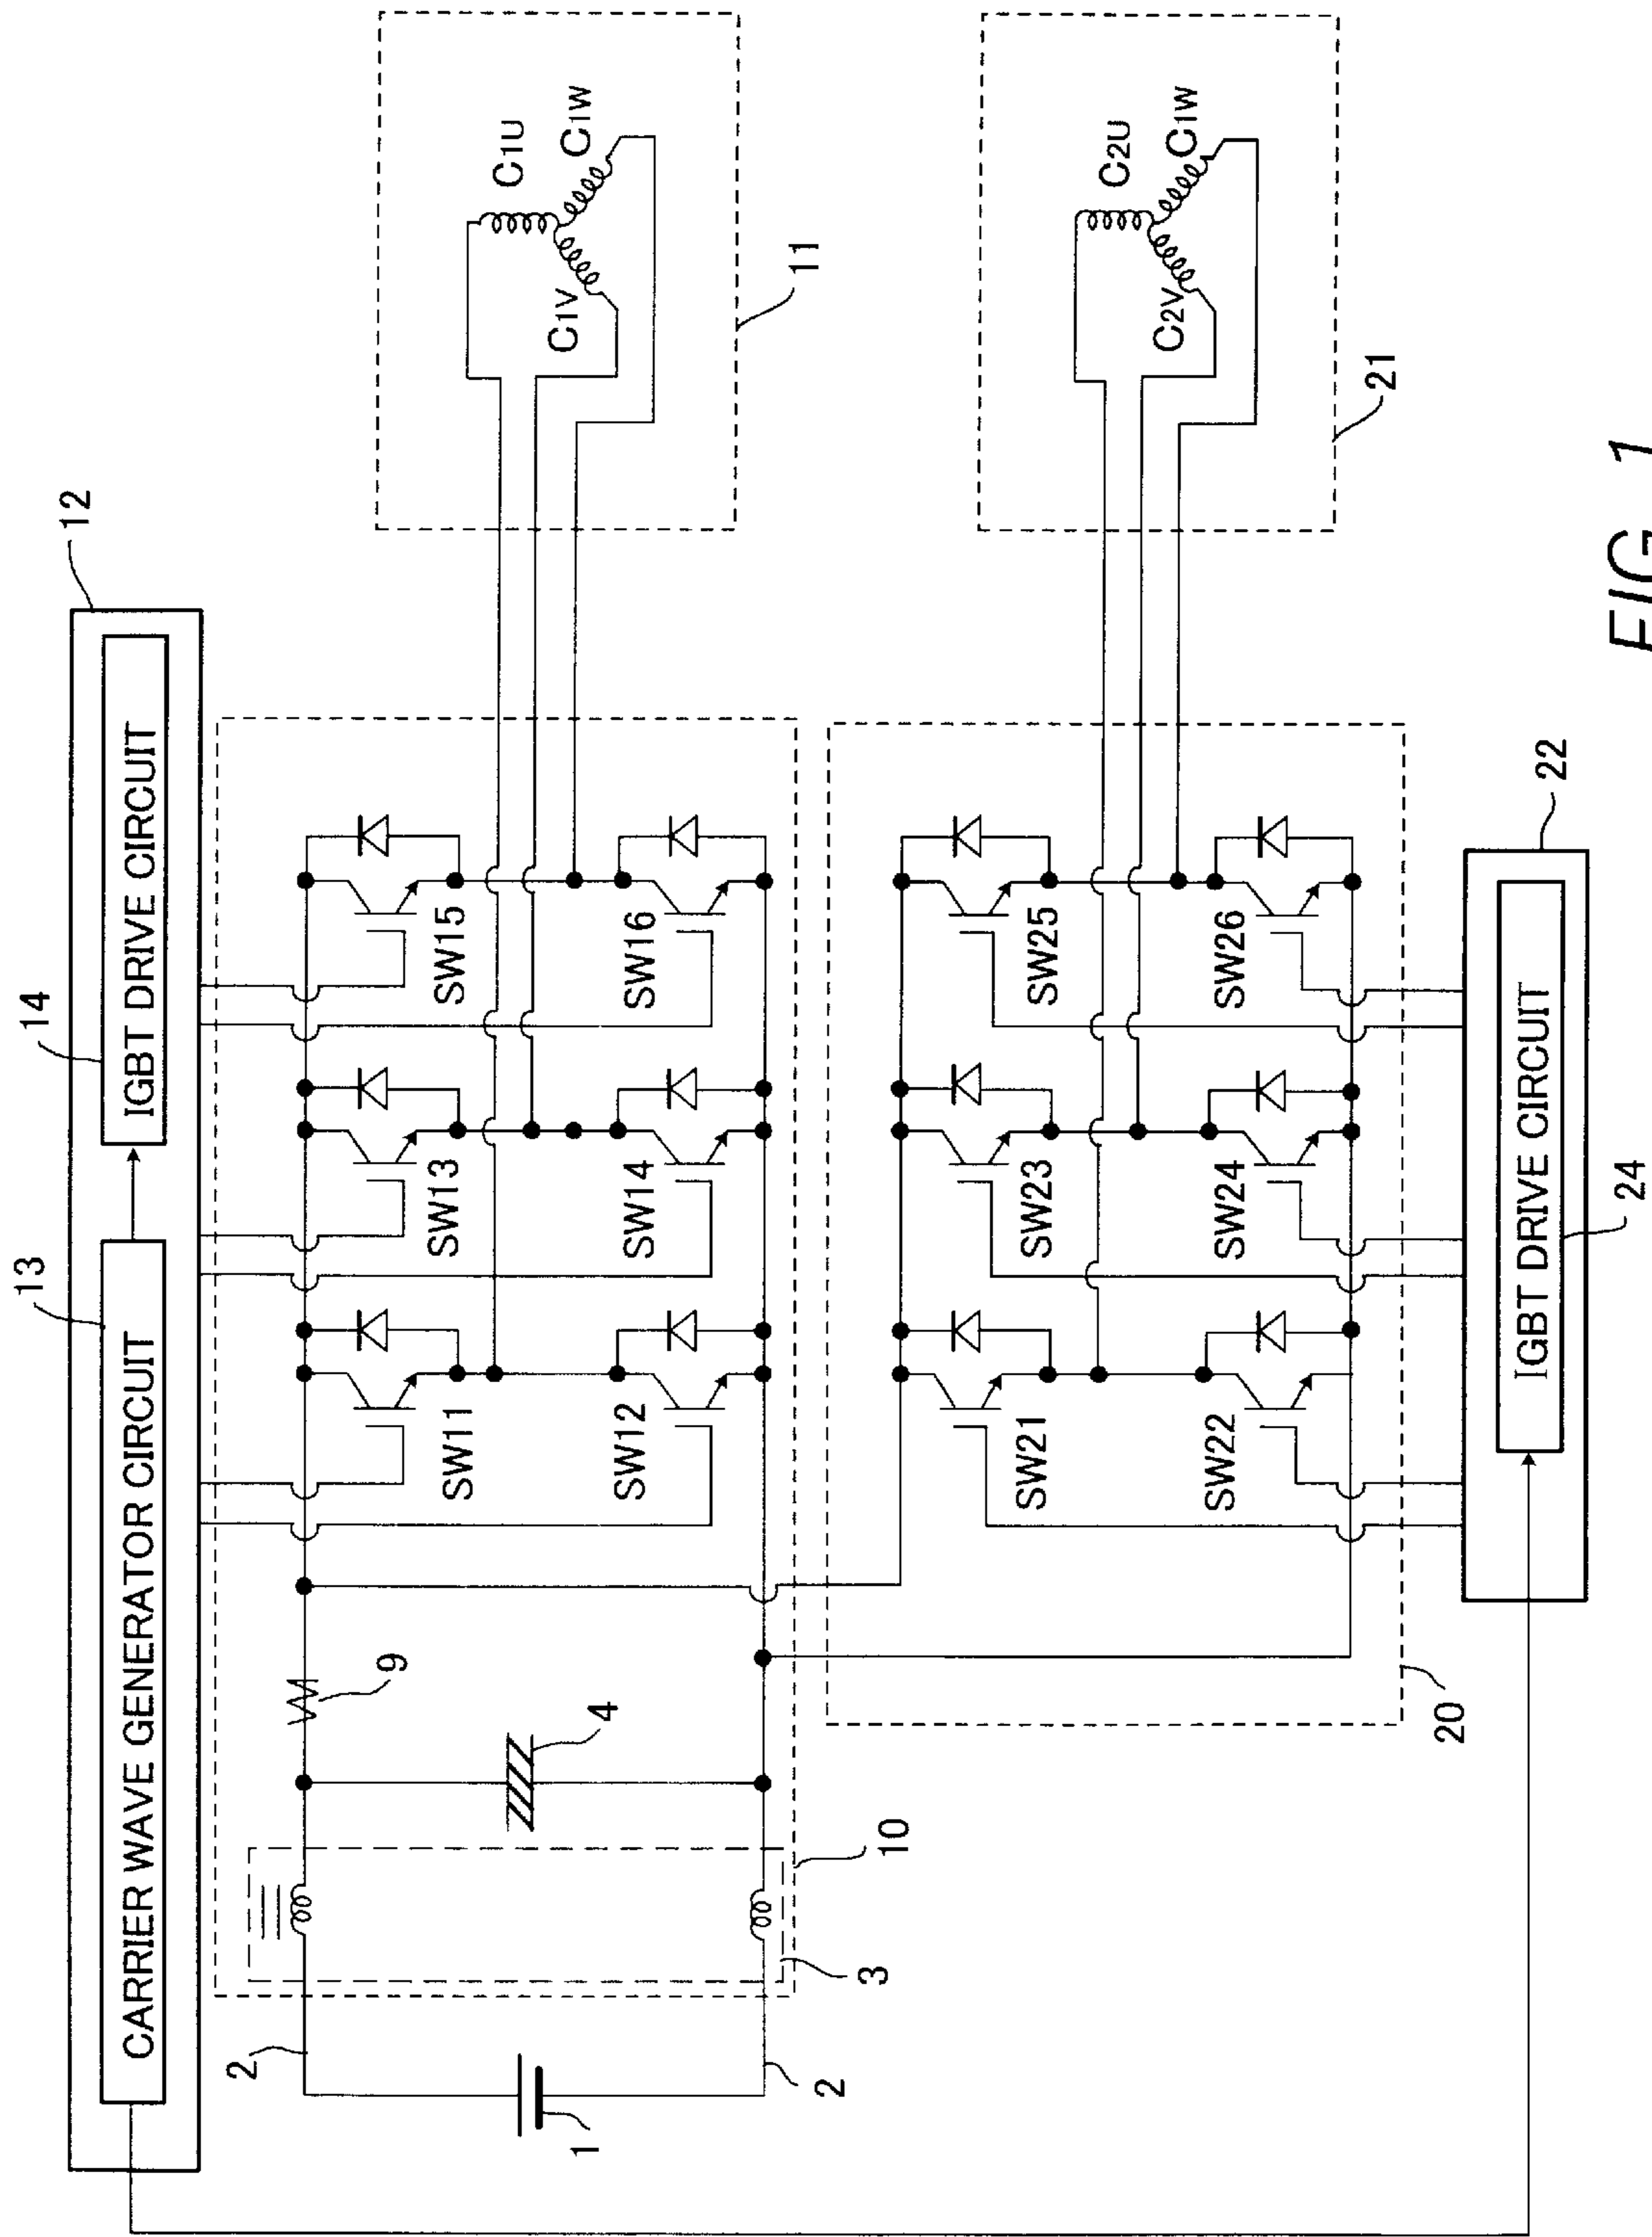 12
13
CARRIER WAVE GENERATOR CIRCUIT
14
IGBT DRIVE CIRCUIT
2
9
SW11
SW13
SW15
C1U
C1W
C1V
1
4
SW12
SW14
SW16
11
2
3
10
SW21
SW23
SW25
C2U
C1W
C2V
SW22
SW24
SW26
21
20
22
IGBT DRIVE CIRCUIT
24
FIG. 1